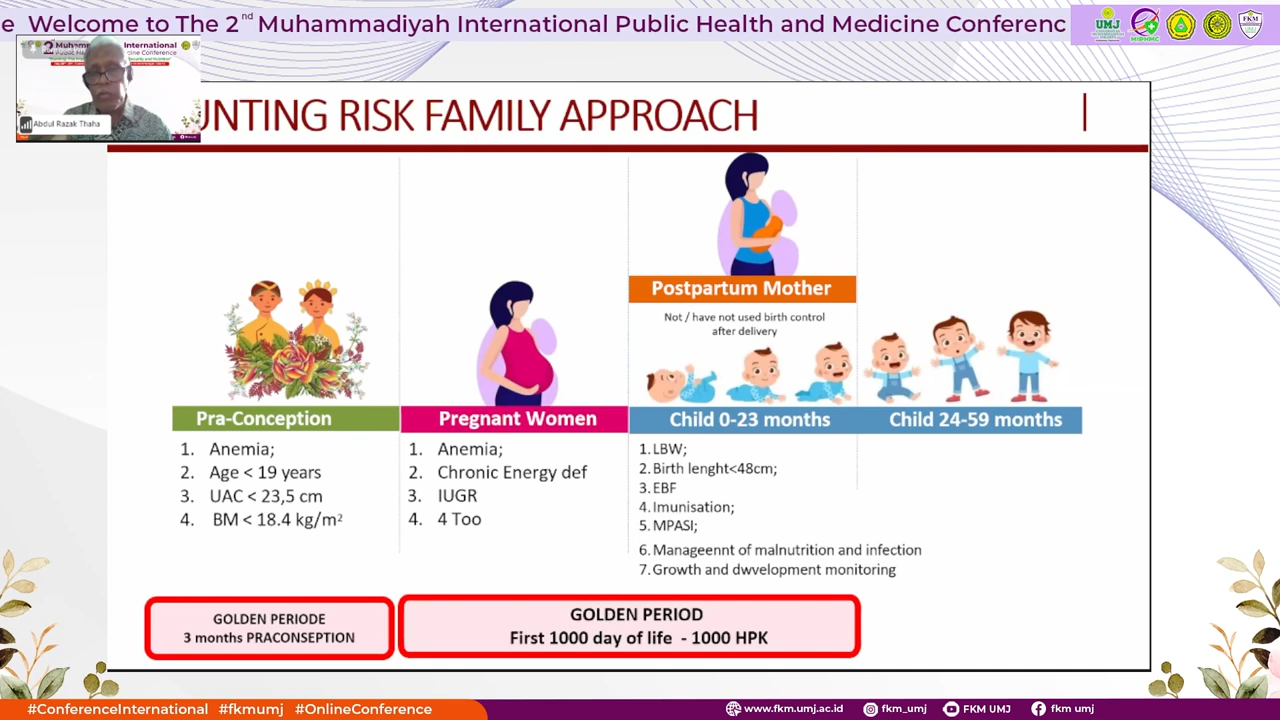 e Welcome to The 2nd Muhammadiyah International Public Health and Medicine Conferenc
UMJ
MIPHMC
FKM
Abdul Razak Thaha
UNTING RISK FAMILY APPROACH
Postpartum Mother
Not / have not used birth control
after delivery
Pra-Conception
Pregnant Women
Child 0-23 months
Child 24-59 months
1. Anemia;
2. Age < 19 years
3. UAC < 23,5 cm
4. BM < 18.4 kg/m2
1. Anemia;
2. Chronic Energy def
3. IUGR
4. 4 Too
1. LBW;
2. Birth lenght<48cm;
3. EBF
4. Imunisation;
5. MPASI;
6. Manageennt of malnutrition and infection
7. Growth and dwvelopment monitoring
GOLDEN PERIODE
3 months PRACONSEPTION
GOLDEN PERIOD
First 1000 day of life - 1000 HPK
#ConferenceInternational #fkmumj #OnlineConference
www.fkm.umj.ac.id
fkm_umj
FKM UMJ
fkm umj